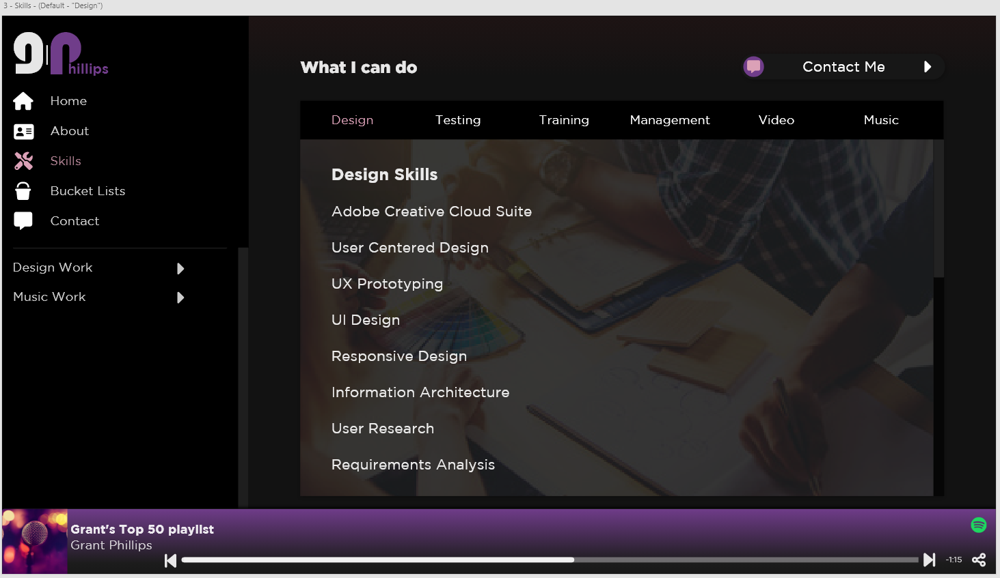 3 - Skills - (Default - "Design")
g|Phillips
Home
About
Skills
Bucket Lists
Contact
Design Work
Music Work
What I can do
Contact Me
Design Testing Training Management Video Music
Design Skills
Adobe Creative Cloud Suite
User Centered Design
UX Prototyping
UI Design
Responsive Design
Information Architecture
User Research
Requirements Analysis
Grant's Top 50 playlist
Grant Phillips
-1:15